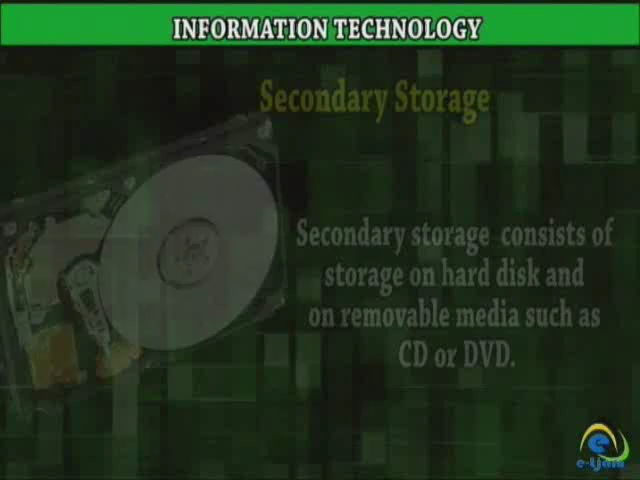 INFORMATION TECHNOLOGY
Secondary Storage
Secondary storage consists of
storage on hard disk and
on removable media such as
CD or DVD.